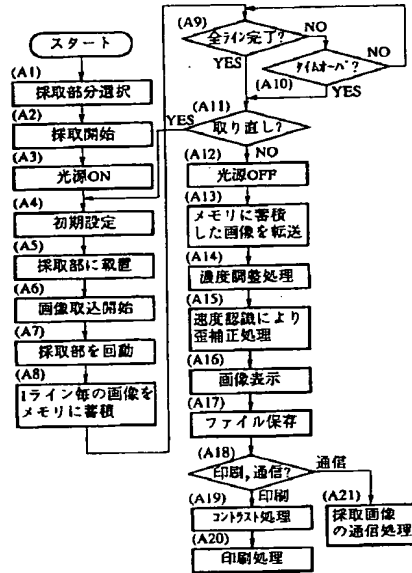 スタート
(A1)
採取部分選択
(A2)
採取開始
(A3)
光源ON
(A4)
初期設定
(A5)
採取部に載置
(A6)
画像取込開始
(A7)
採取部を回動
(A8)
1ライン毎の画像を
メモリに蓄積
(A9)
全ライン完了?
NO
YES
タイムオーバ?
(A10)
YES
(A11)
取り直し?
YES
NO
(A12)
光源OFF
(A13)
メモリに蓄積
した画像を転送
(A14)
濃度調整処理
(A15)
速度認識により
歪補正処理
(A16)
画像表示
(A17)
ファイル保存
(A18)
印刷,通信?
通信
印刷
(A19)
コントラスト処理
(A20)
印刷処理
(A21)
採取画像
の通信処理
NO